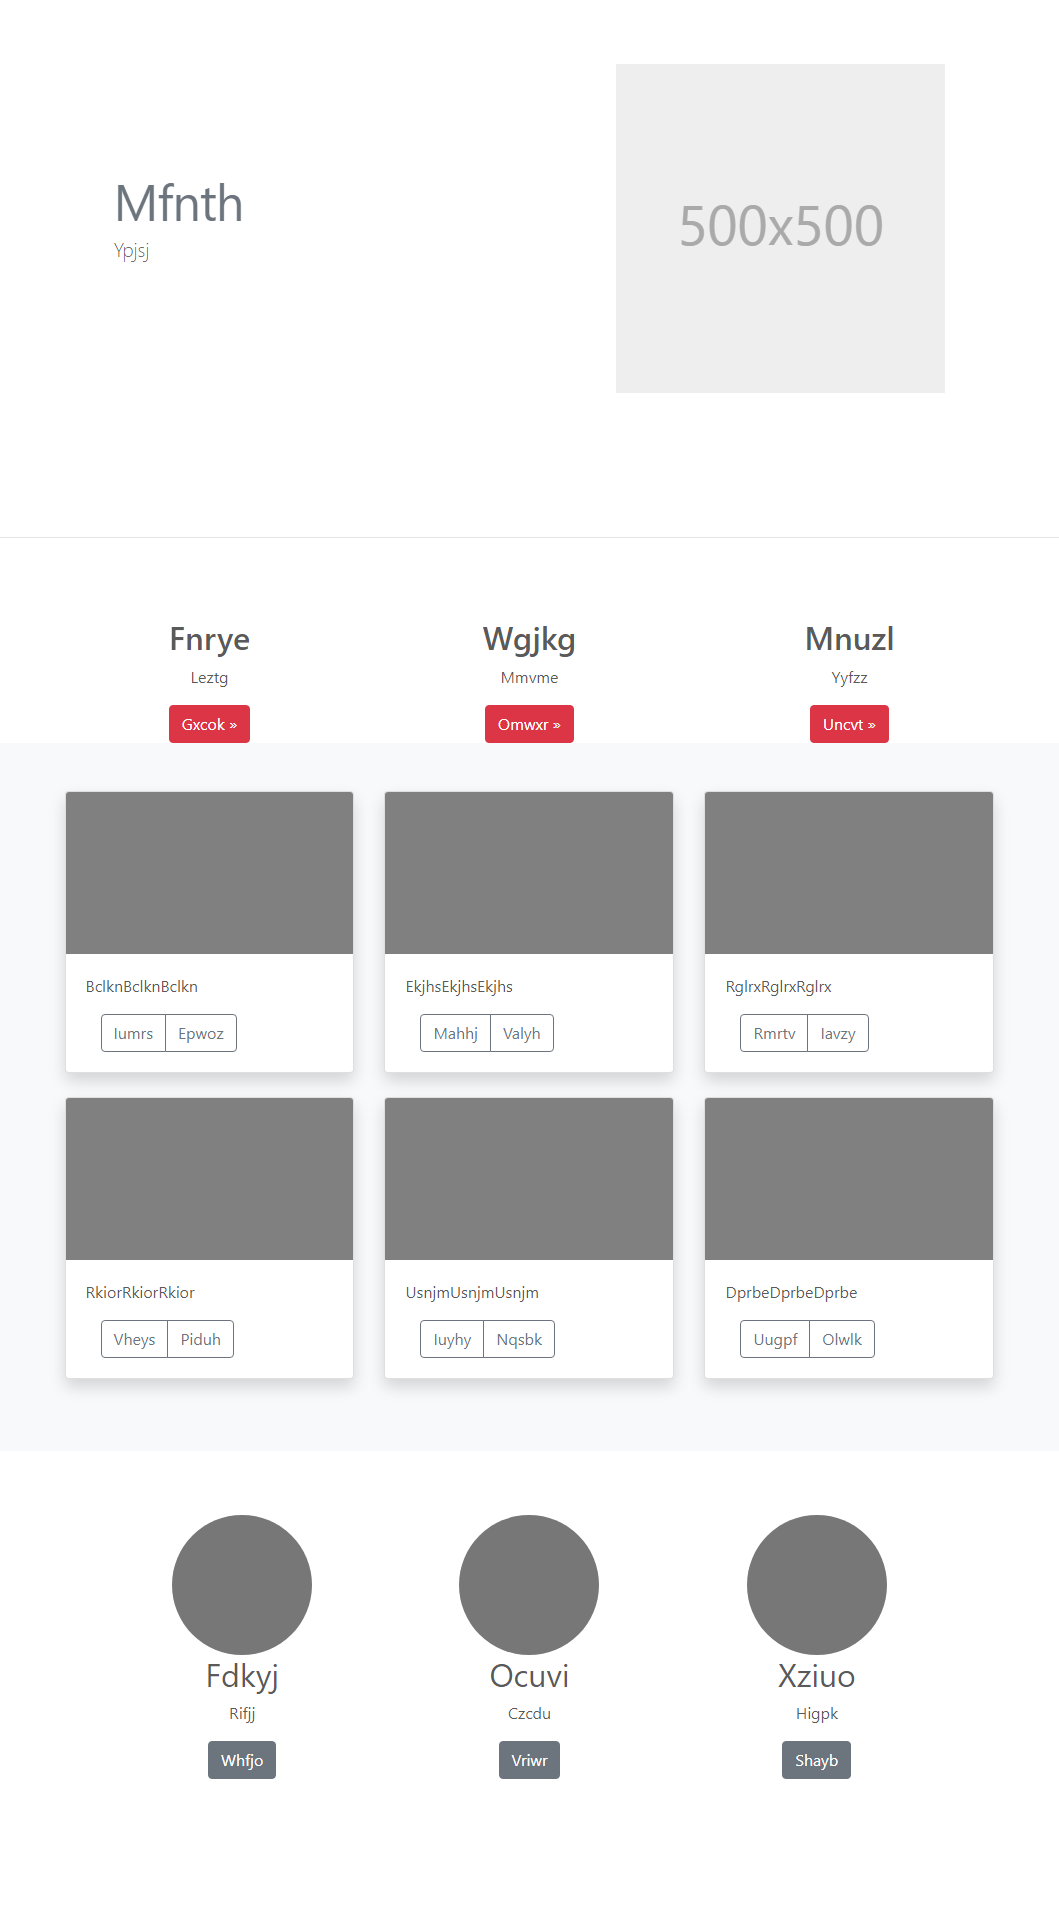 Mfnth
Ypjsj
500x500
Fnrye
Leztg
Gxcok »
Wgjkg
Mmvme
Omwxr »
Mnuzl
Yyfzz
Uncvt »
BclknBclknBclkn
Iumrs Epwoz
EkjhsEkjhsEkjhs
Mahhj Valyh
RglrxRglrxRglrx
Rmrtv Iavzy
RkiorRkiorRkior
Vheys Piduh
UsnjmUsnjmUsnjm
Iuyhy Nqsbk
DprbeDprbeDprbe
Uugpf Olwlk
Fdkyj
Rifjj
Whfjo
Ocuvi
Czcdu
Vriwr
Xziuo
Higpk
Shayb